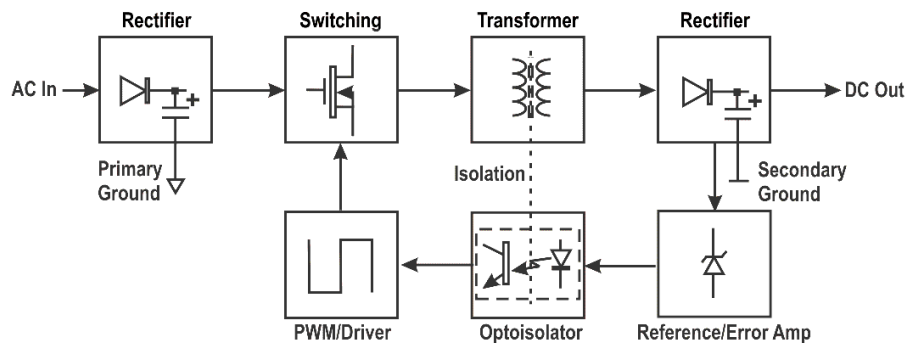 Rectifier
Switching
Transformer
Rectifier
AC In
+
+
DC Out
Primary
Ground
Isolation
Secondary
Ground
PWM/Driver
Optoisolator
Reference/Error Amp